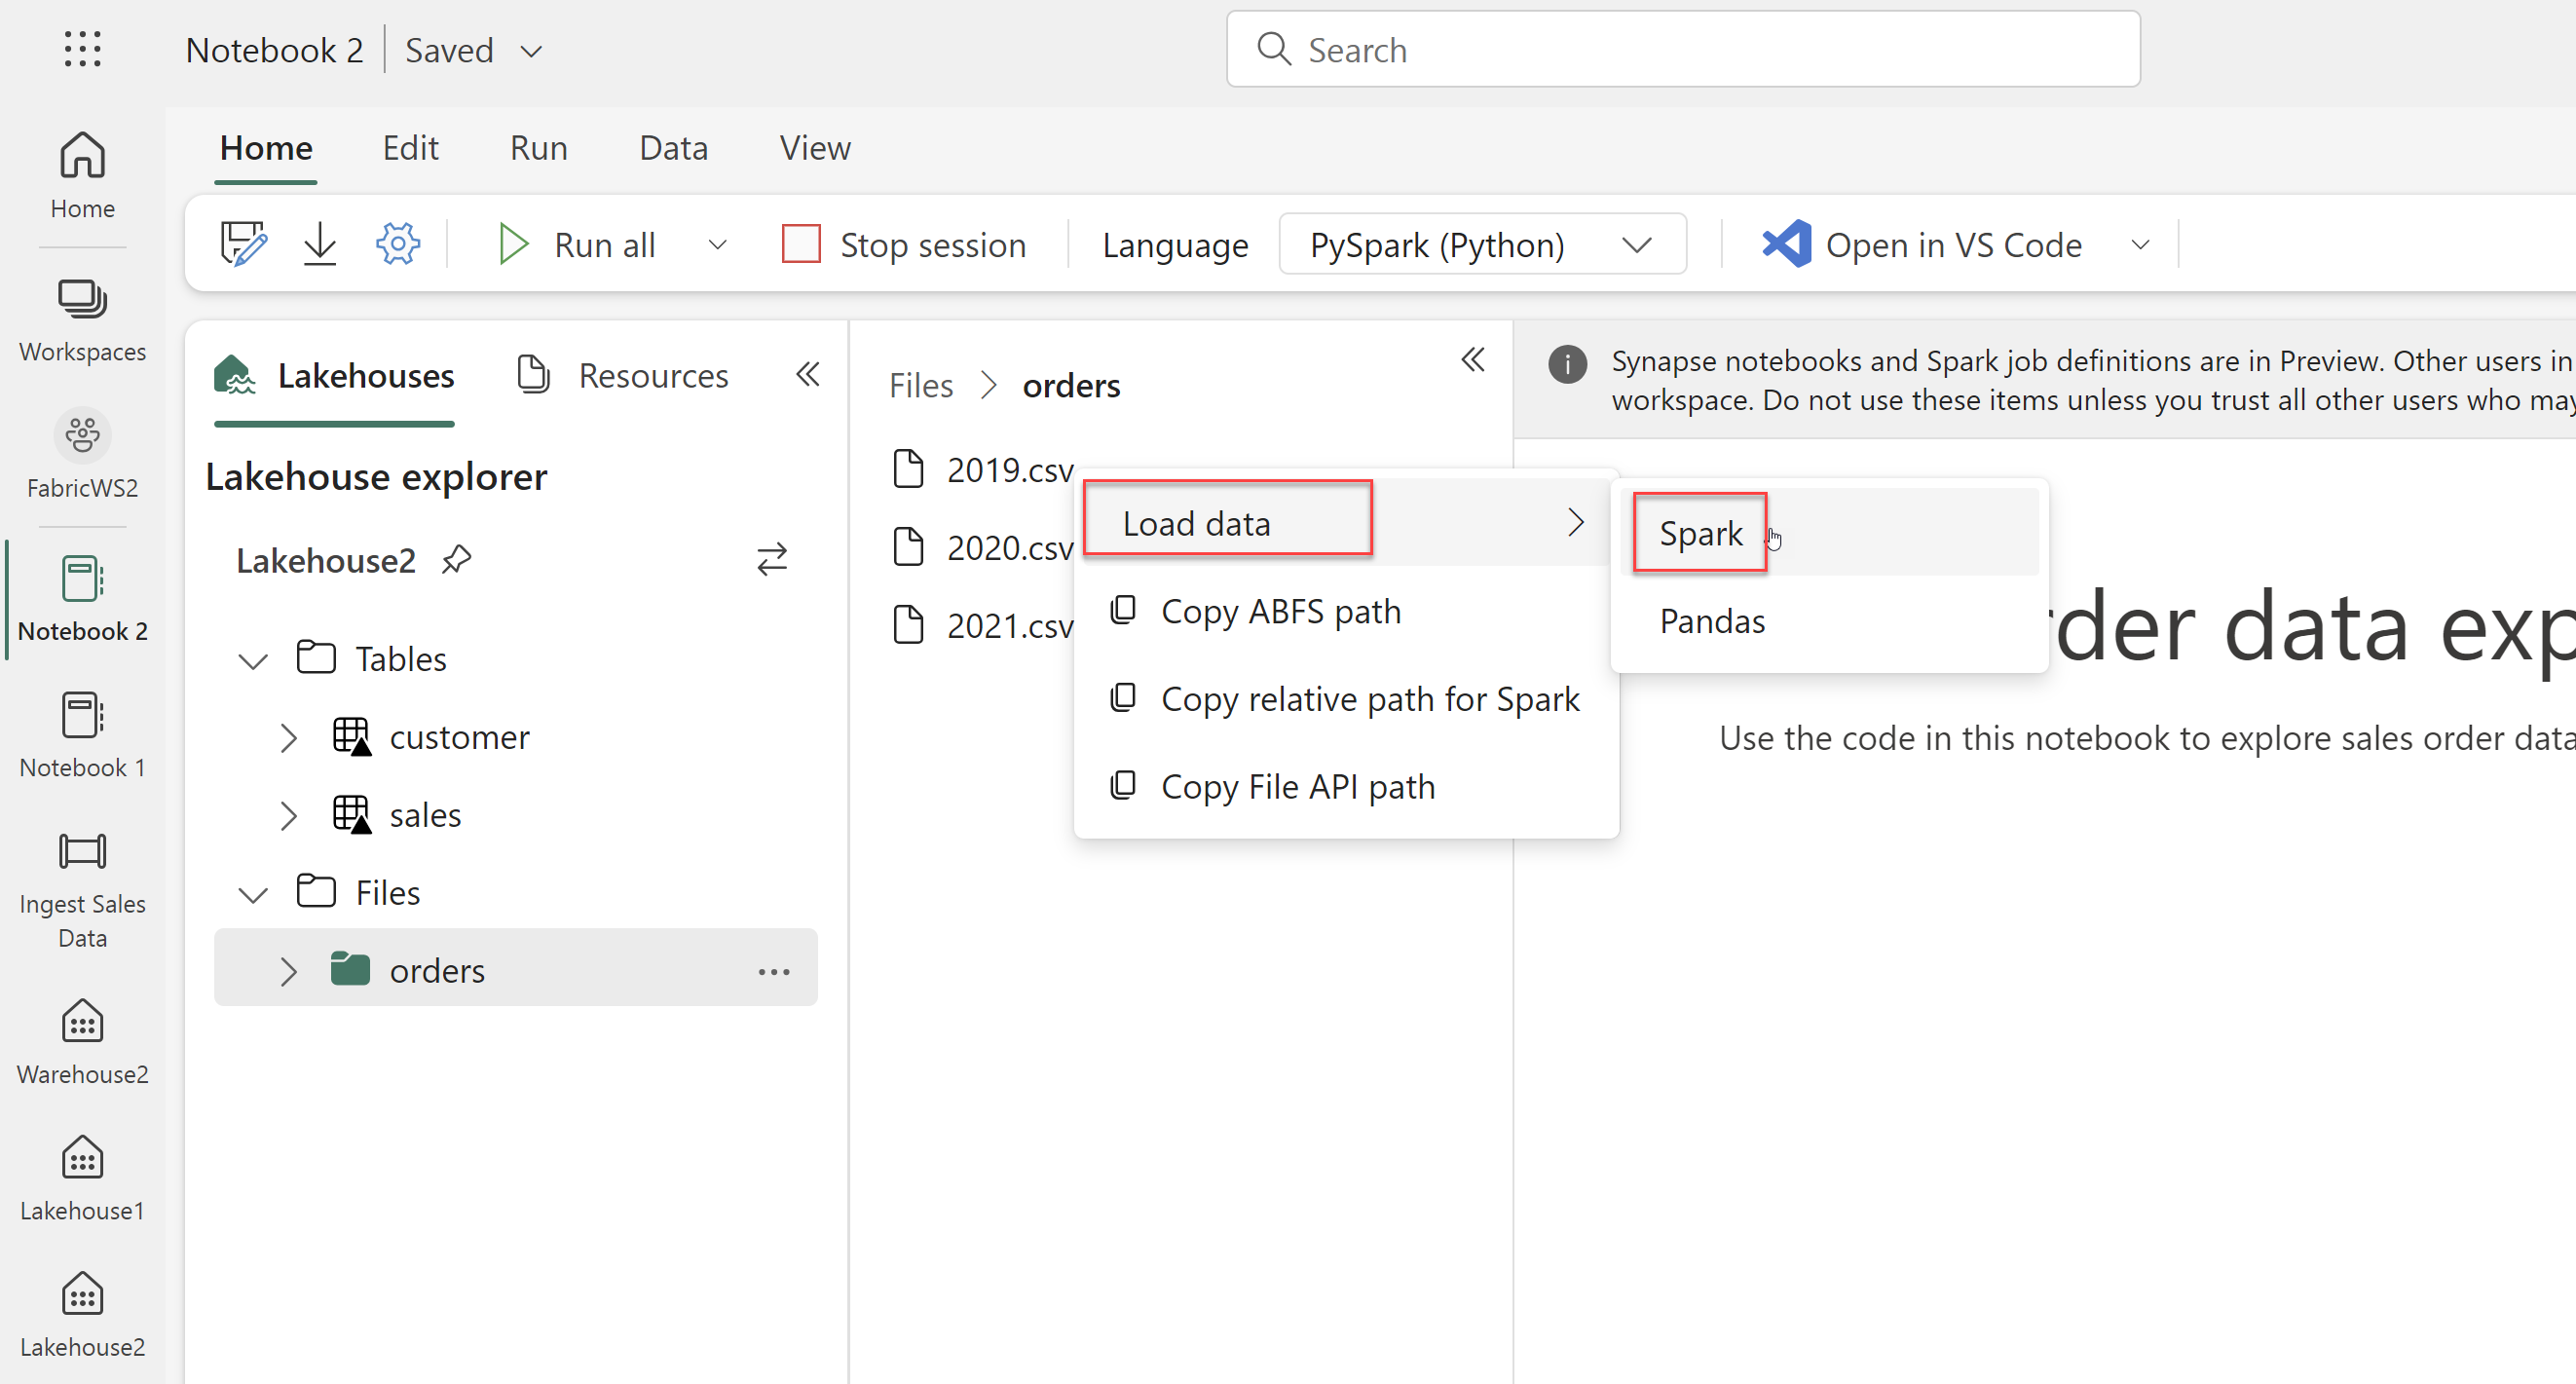 Notebook 2 | Saved
Search
Home
Edit
Run
Data
View
Run all
Stop session
Language
PySpark (Python)
Open in VS Code
Home
Workspaces
FabricWS2
Notebook 2
Notebook 1
Ingest Sales
Data
Warehouse2
Lakehouse1
Lakehouse2
Lakehouses
Resources
Lakehouse explorer
Lakehouse2
Tables
customer
sales
Files
orders
Files > orders
2019.csv
2020.csv
2021.csv
Load data
Copy ABFS path
Copy relative path for Spark
Copy File API path
Spark
Pandas
Synapse notebooks and Spark job definitions are in Preview. Other users in
workspace. Do not use these items unless you trust all other users who may
rder data exp
Use the code in this notebook to explore sales order data